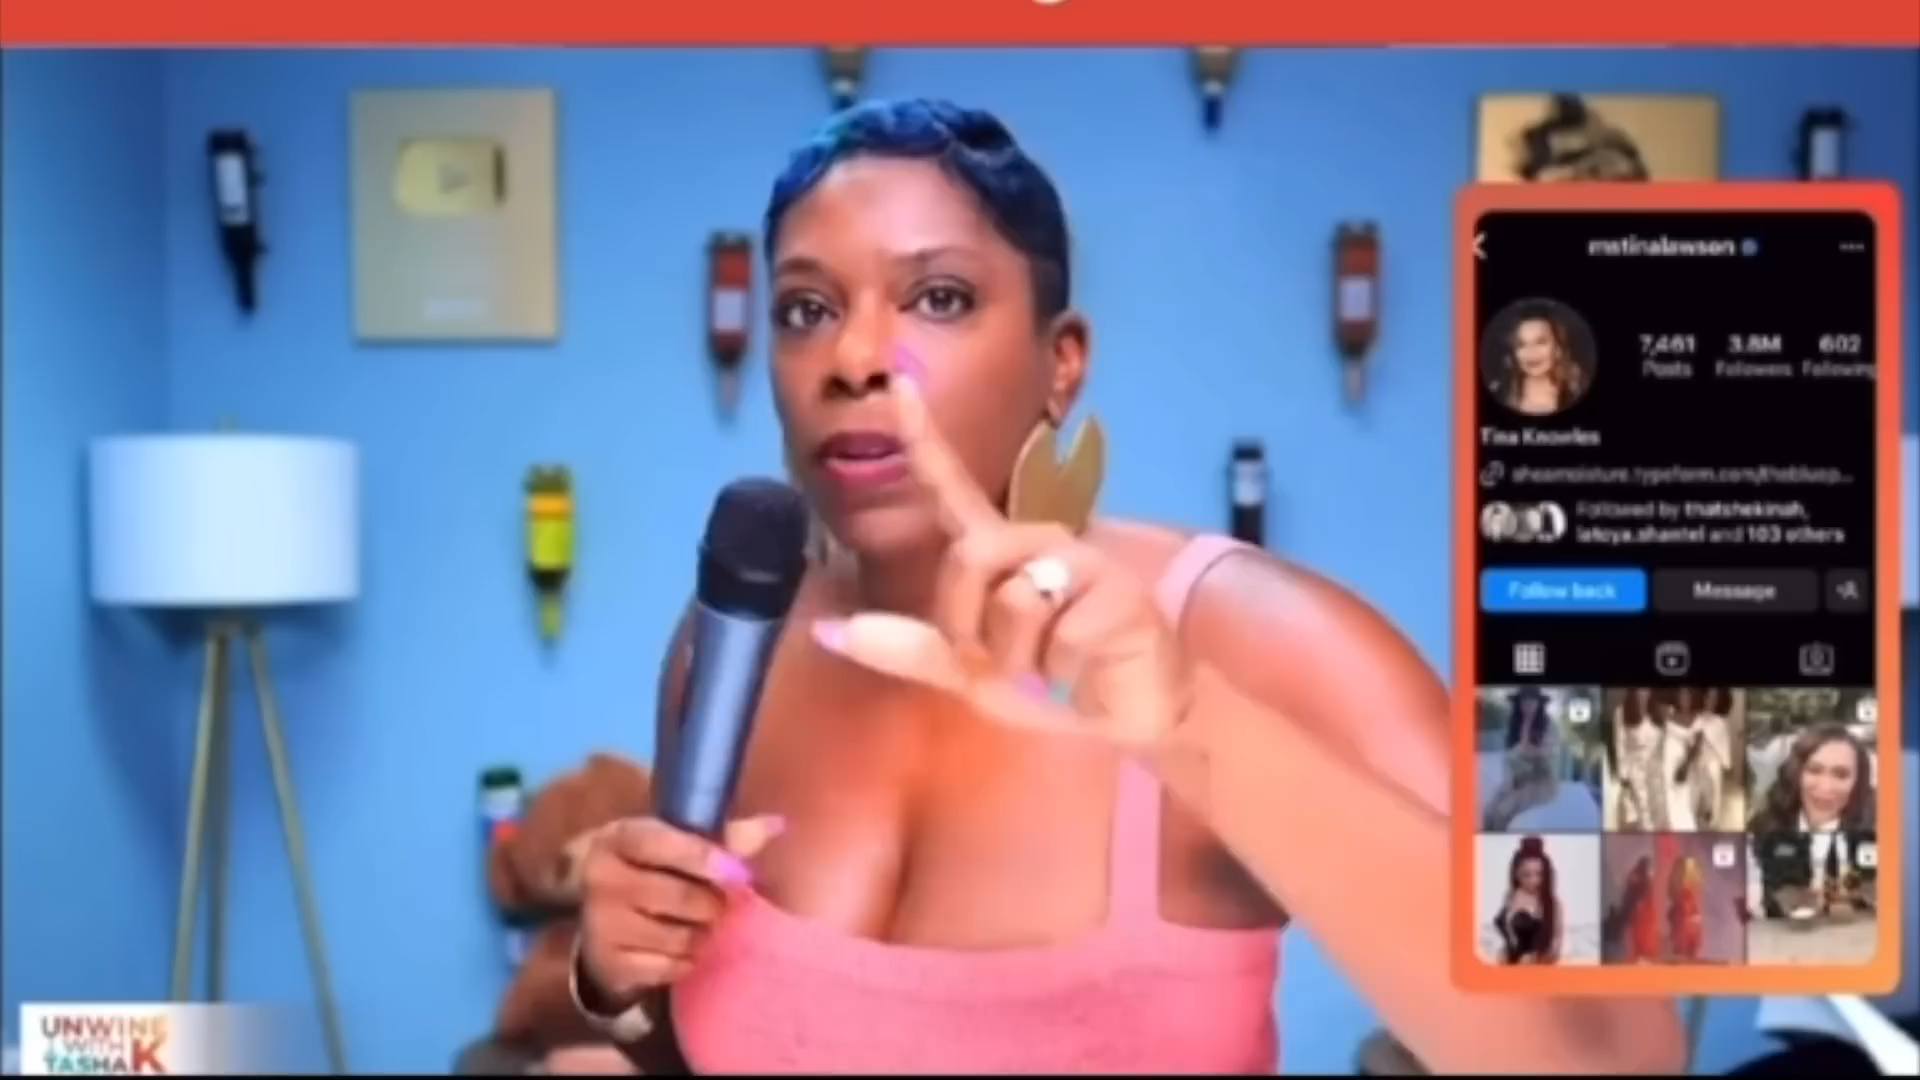 mstinalawson
7,461 3.8M 602
Posts Followers Following
Tina Knowles
Followed by thatshekinah,
latoya.shantel and 103 others
Follow back Message
UNWINE
WITH
TASHA K